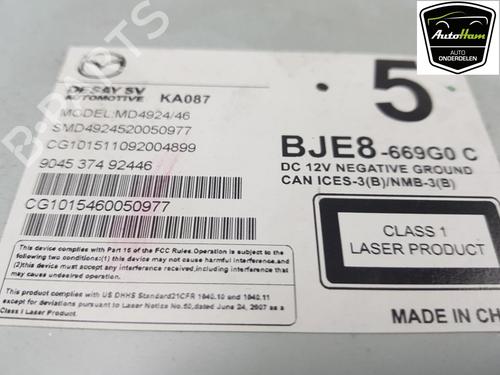 AutoHam
AUTO
ONDERDELEN
B-PARTS
DESAY SV
AUTOMOTIVE KA087
MODEL:MD4924/46
SMD4924520050977
CG101511092004899
9045 374 92446
CG1015460050977
5
BJE8-669G0 C
DC 12V NEGATIVE GROUND
CAN ICES-3(B)/NMB-3(B)
CLASS 1
LASER PRODUCT
This device complies with Part 15 of the FCC Rules.Operation is subject to the
following two conditions:(1) this device may not cause harmful interference,and
(2)this device must accept any interference received,including interference that
may cause undesired operation.
This product complies with US DHHS Standard21CFR 1040.10 and 1040.11
except for deviations pursuant to Laser Notice No.50,dated June 24, 2007 as a
Class I Laser Product.
MADE IN CH